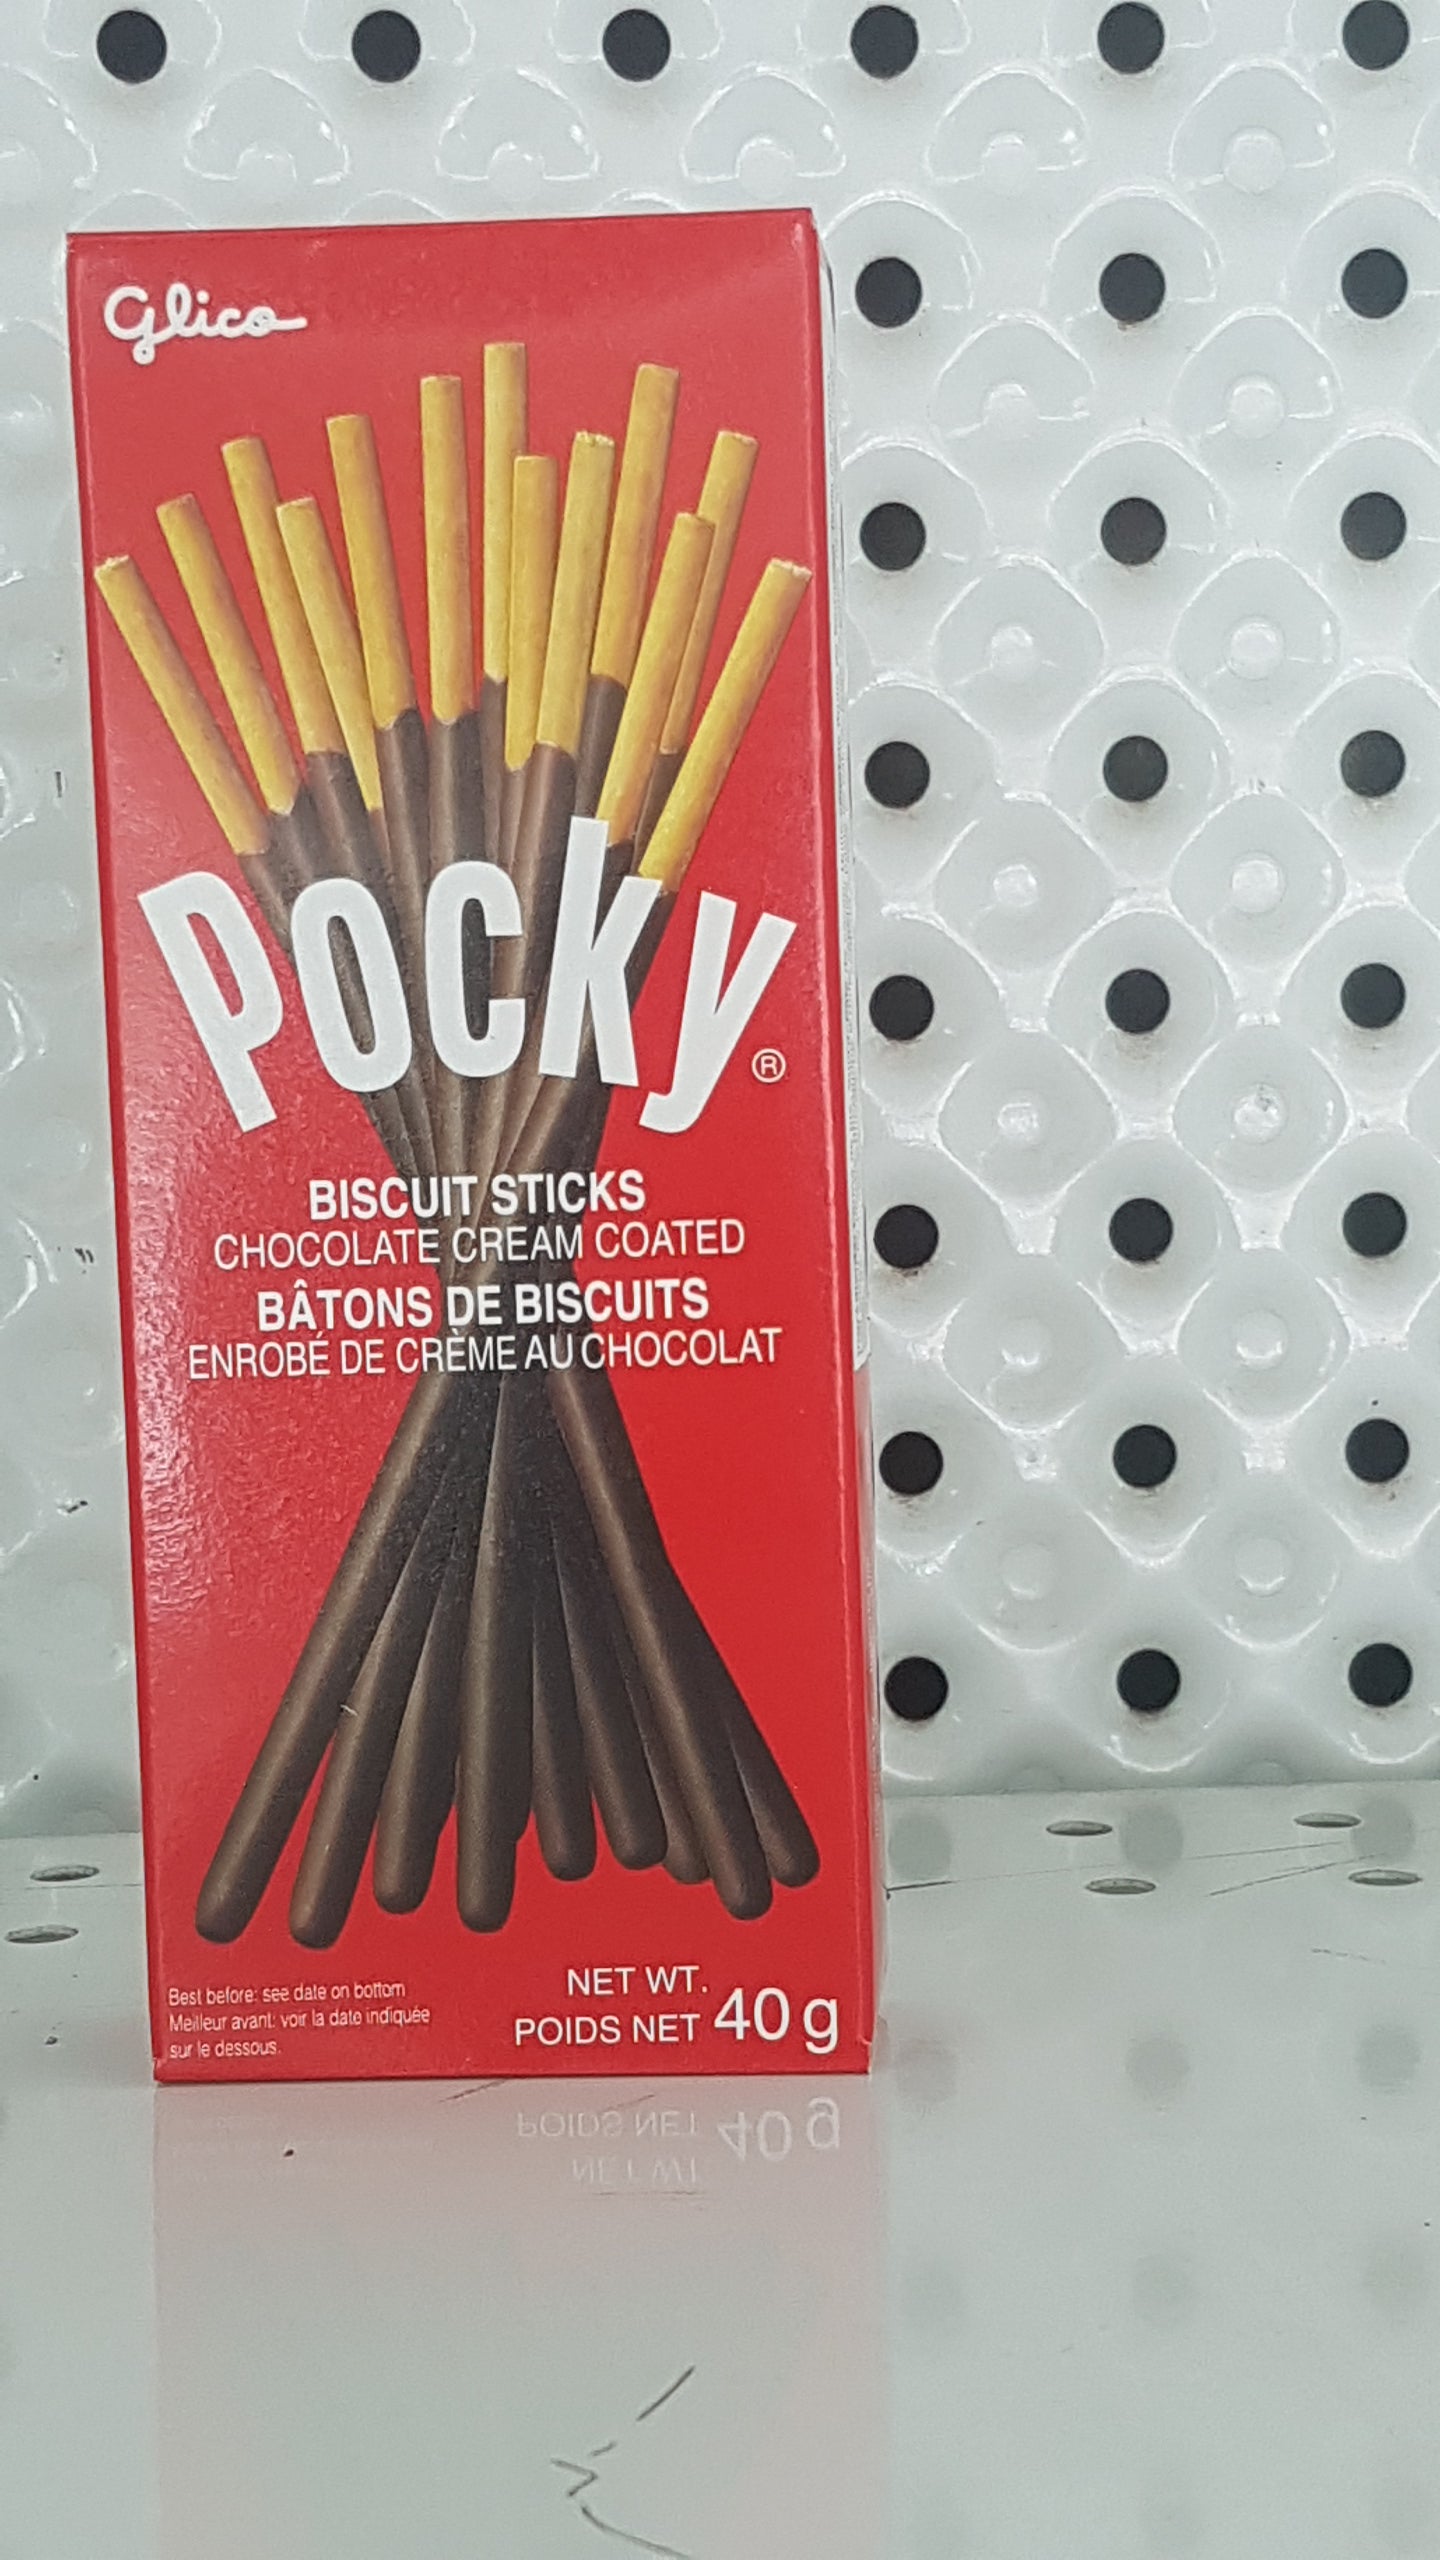 Glico
Pocky®
BISCUIT STICKS
CHOCOLATE CREAM COATED
BÂTONS DE BISCUITS
ENROBÉ DE CRÈME AU CHOCOLAT
Best before: see date on bottom
Meilleur avant: voir la date indiquée
sur le dessous.
NET WT.
POIDS NET 40 g